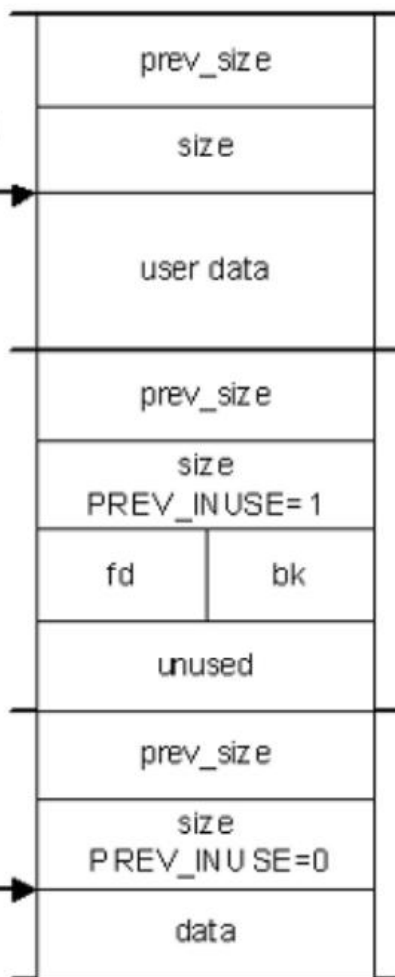 prev_size
size
user data
prev_size
size
PREV_INUSE=1
fd bk
unused
prev_size
size
PREV_INUSE=0
data